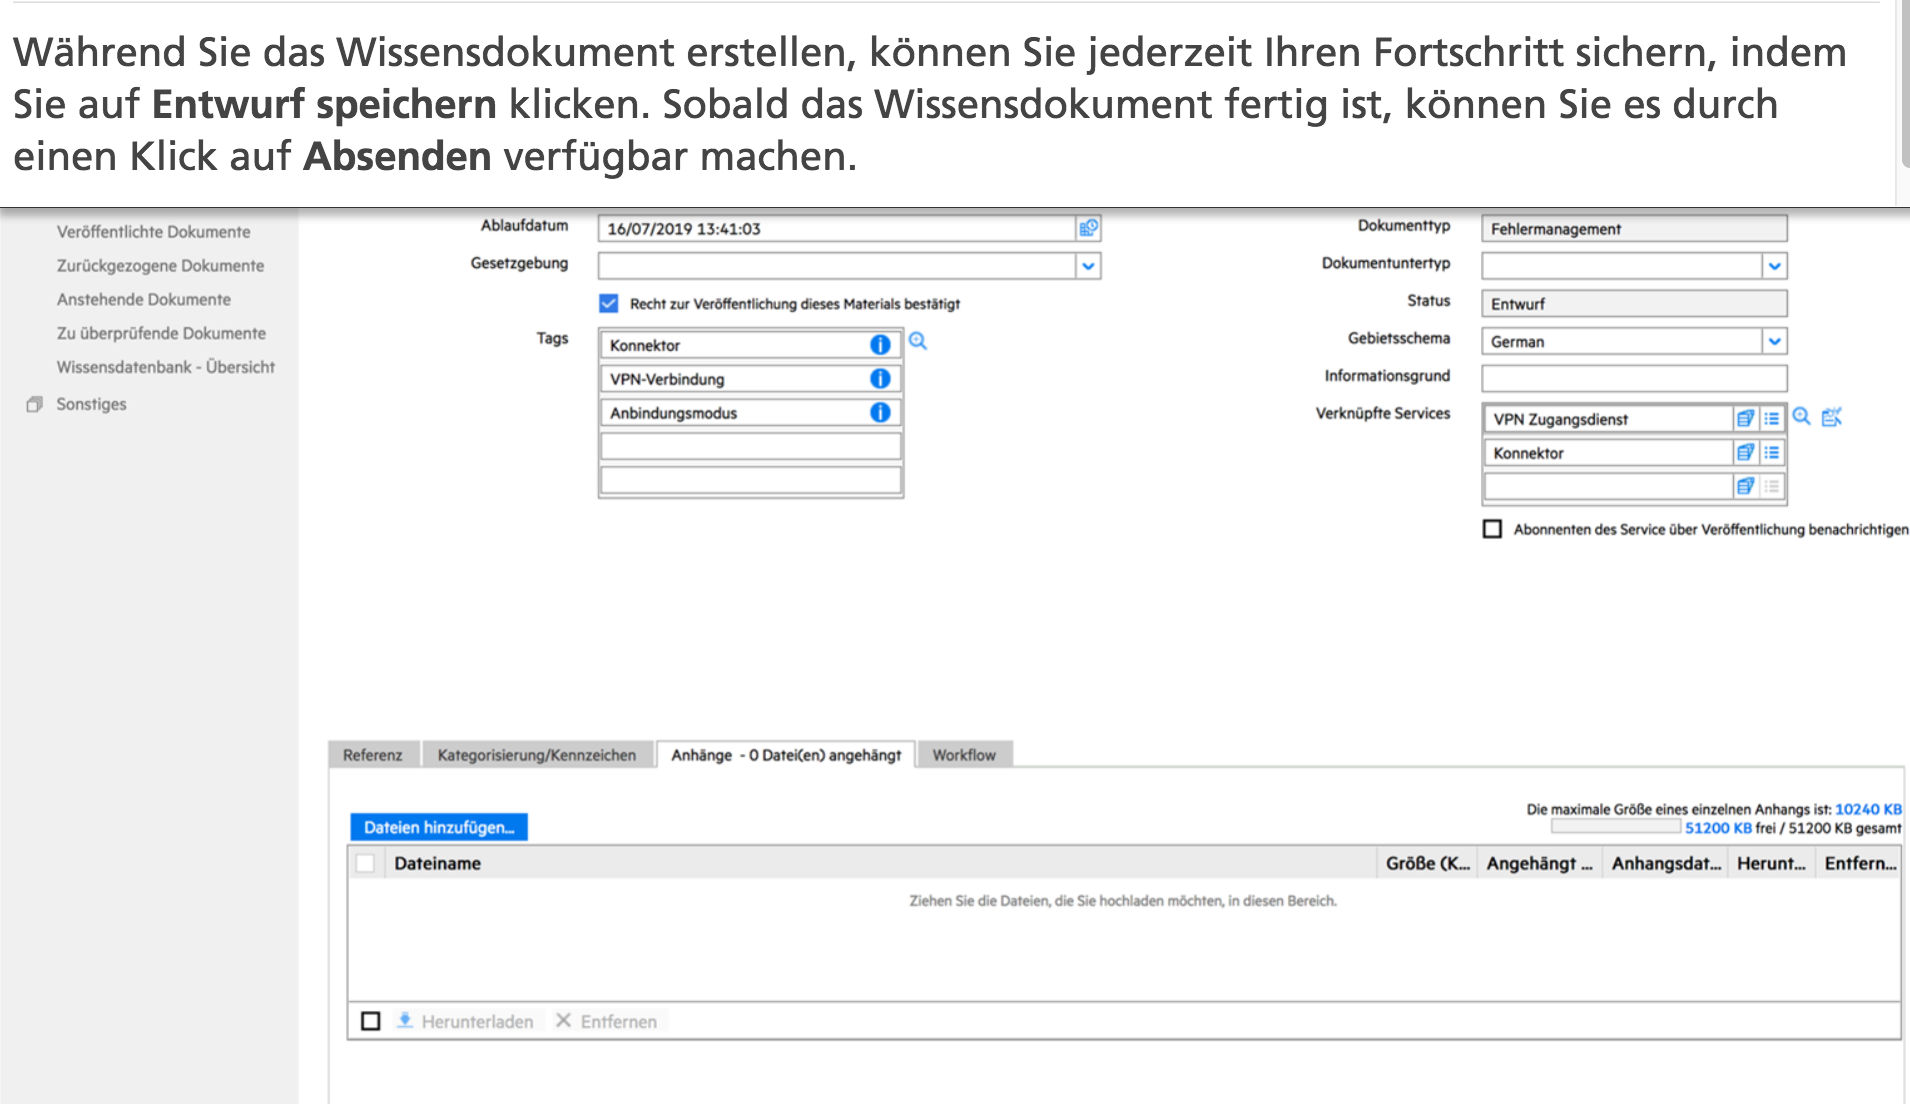 Während Sie das Wissensdokument erstellen, können Sie jederzeit Ihren Fortschritt sichern, indem
Sie auf Entwurf speichern klicken. Sobald das Wissensdokument fertig ist, können Sie es durch
einen Klick auf Absenden verfügbar machen.
Veröffentlichte Dokumente
Zurückgezogene Dokumente
Anstehende Dokumente
Zu überprüfende Dokumente
Wissensdatenbank - Übersicht
Sonstiges
Ablaufdatum 16/07/2019 13:41:03
Gesetzgebung
Recht zur Veröffentlichung dieses Materials bestätigt
Tags Konnektor
VPN-Verbindung
Anbindungsmodus
Dokumenttyp Fehlermanagement
Dokumentuntertyp
Status Entwurf
Gebietsschema German
Informationsgrund
Verknüpfte Services VPN Zugangsdienst
Konnektor
Abonnenten des Service über Veröffentlichung benachrichtigen
Referenz Kategorisierung/Kennzeichen Anhänge - 0 Datei(en) angehängt Workflow
Die maximale Größe eines einzelnen Anhangs ist: 10240 KB
51200 KB frei / 51200 KB gesamt
Dateien hinzufügen...
Dateiname Größe (K... Angehängt ... Anhangsdat... Herunt... Entfern...
Ziehen Sie die Dateien, die Sie hochladen möchten, in diesen Bereich.
Herunterladen Entfernen